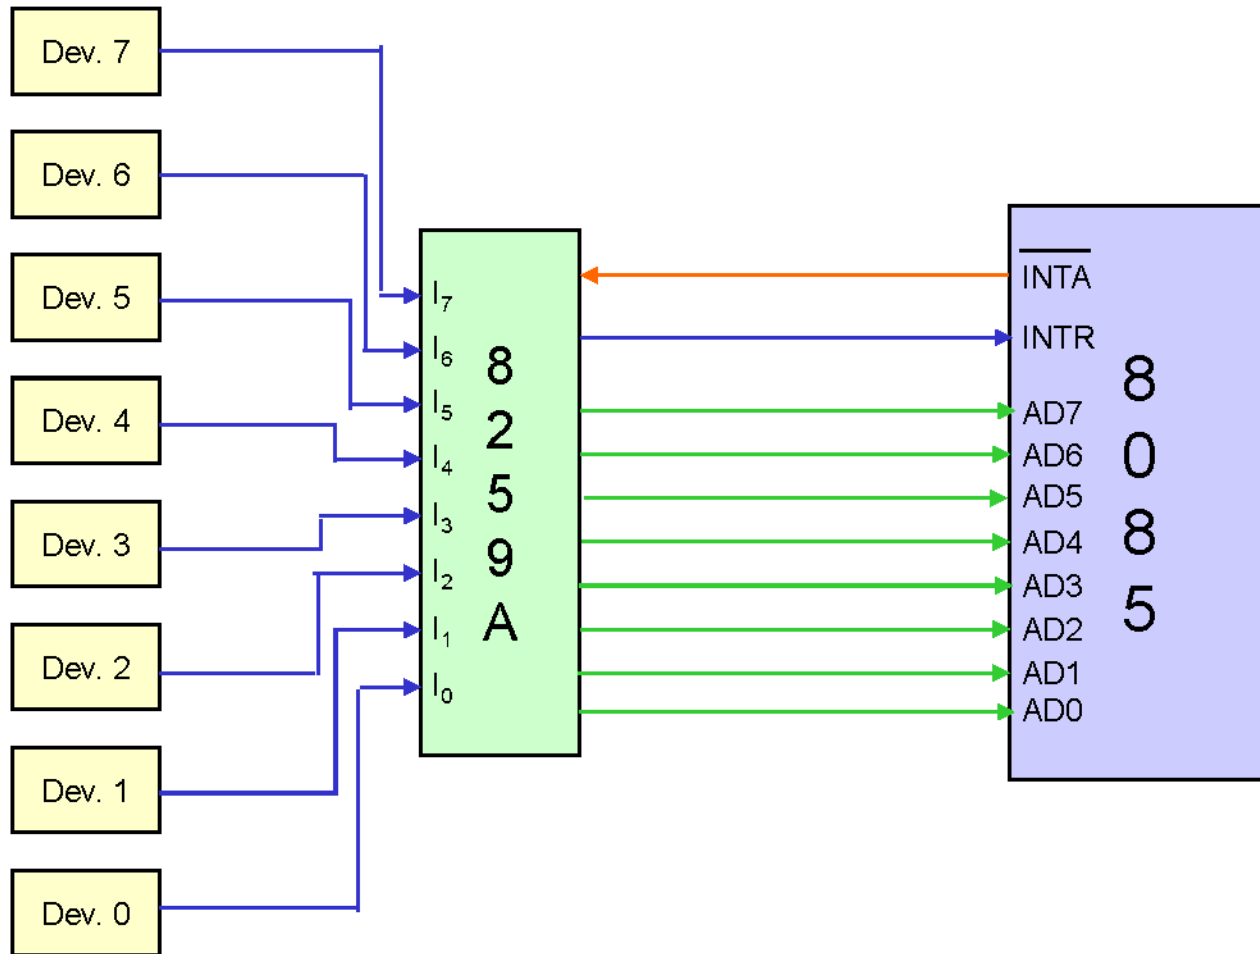 Dev. 7
Dev. 6
Dev. 5
Dev. 4
Dev. 3
Dev. 2
Dev. 1
Dev. 0
I7
I6
I5
I4
I3
I2
I1
I0
8
2
5
9
A
INTA
INTR
AD7
AD6
AD5
AD4
AD3
AD2
AD1
AD0
8
0
8
5